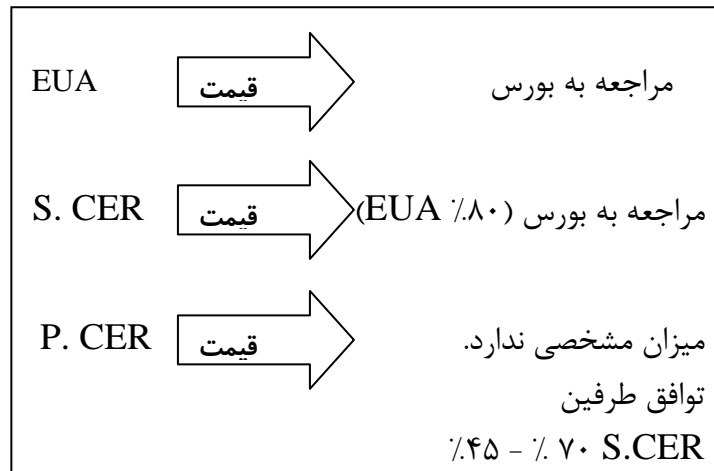 EUA قیمت مراجعه به بورس
S. CER قیمت مراجعه به بورس (۸۰٪ EUA)
P. CER قیمت میزان مشخصی ندارد.
توافق طرفین
۴۵٪ - ۷۰ ٪ S.CER